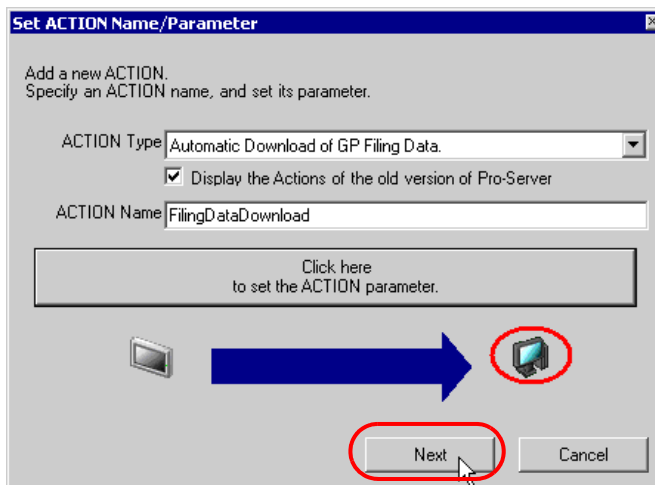 Set ACTION Name/Parameter
Add a new ACTION.
Specify an ACTION name, and set its parameter.
ACTION Type Automatic Download of GP Filing Data.
Display the Actions of the old version of Pro-Server
ACTION Name FilingDataDownload
Click here
to set the ACTION parameter.
Next Cancel